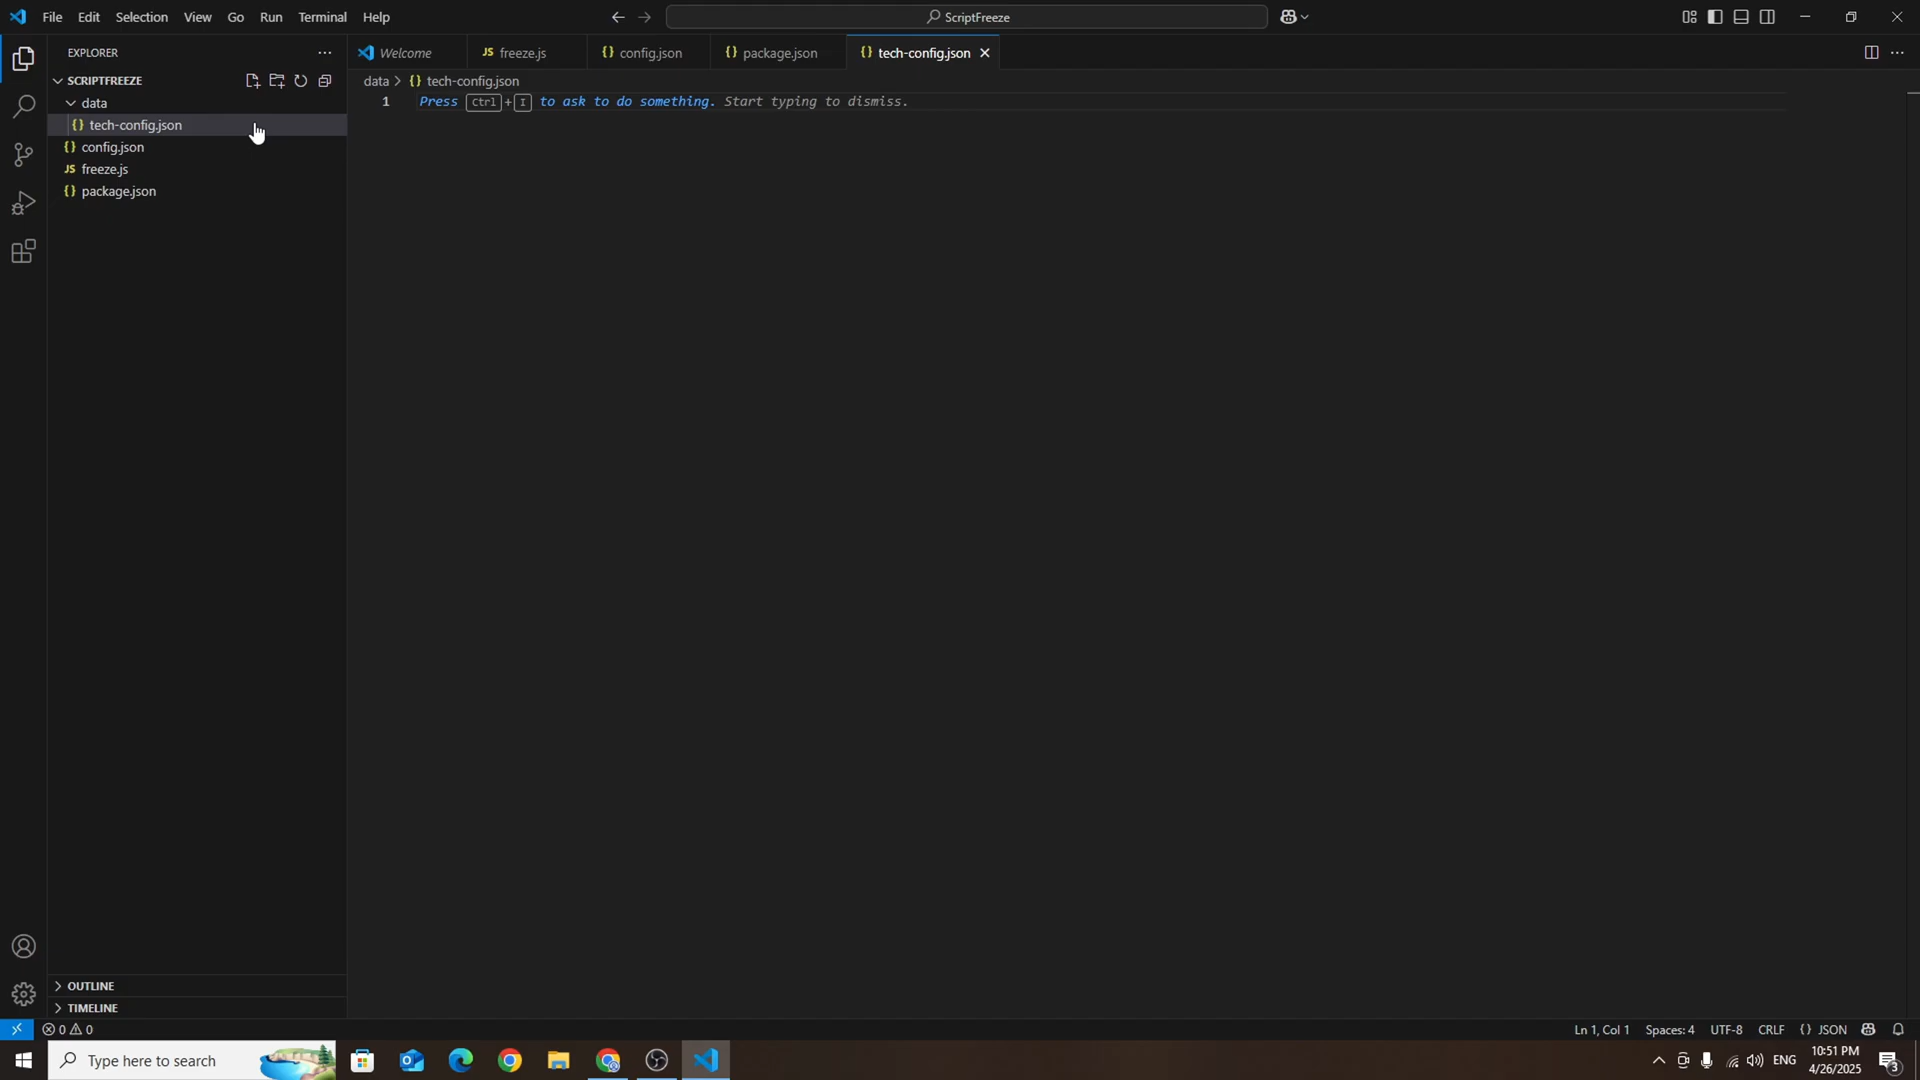 File Edit Selection View Go Run Terminal Help
ScriptFreeze
EXPLORER
Welcome
JS freeze.js
{} config.json
{} package.json
{} tech-config.json
SCRIPTFREEZE
data > {} tech-config.json
data
1 Press Ctrl+I to ask to do something. Start typing to dismiss.
{} tech-config.json
{} config.json
JS freeze.js
{} package.json
OUTLINE
TIMELINE
0 0
Ln 1, Col 1 Spaces: 4 UTF-8 CRLF {} JSON
Type here to search
ENG
10:51 PM
4/26/2025
3